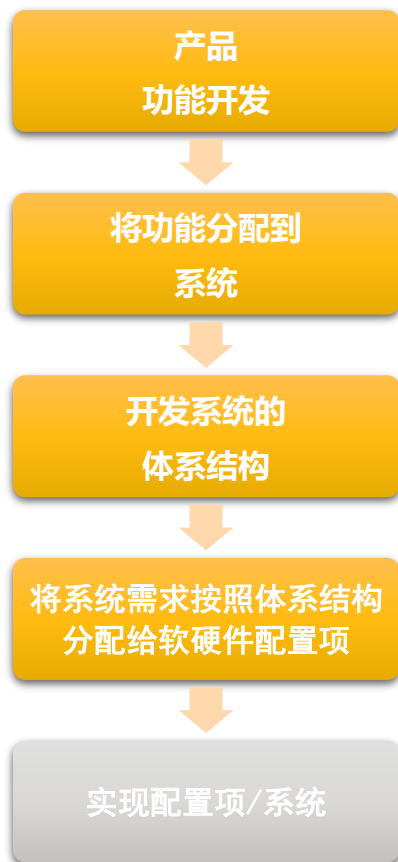 产品
功能开发
将功能分配到
系统
开发系统的
体系结构
将系统需求按照体系结构
分配给软硬件配置项
实现配置项/系统